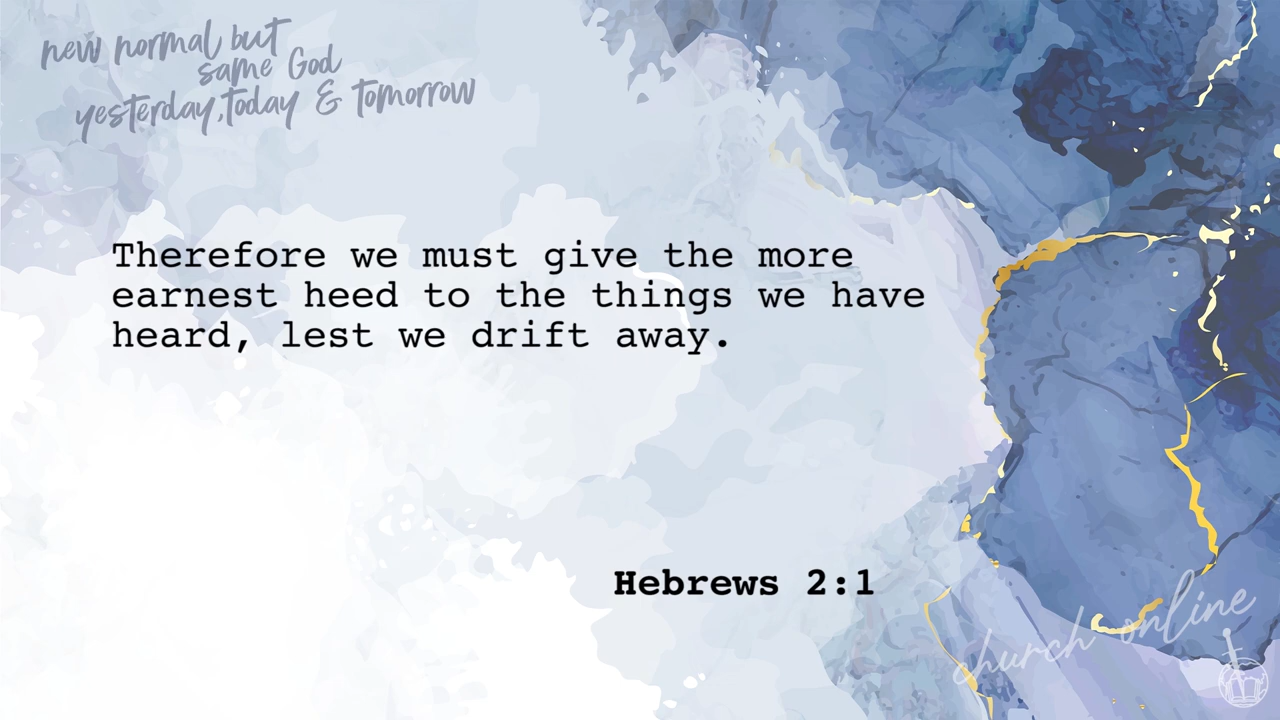 new normal but
same God
yesterday, today & tomorrow
Therefore we must give the more
earnest heed to the things we have
heard, lest we drift away.
Hebrews 2:1
church online